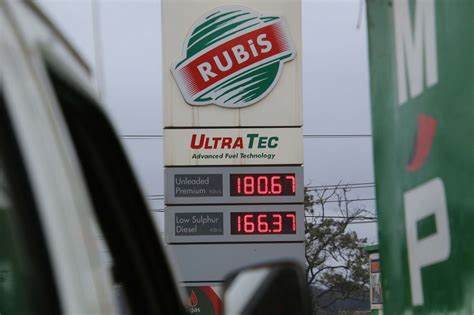 RUBiS
ULTRATEC
Advanced Fuel Technology
Unleaded
Premium
180.67
Low Sulphur
Diesel
166.37
M
P